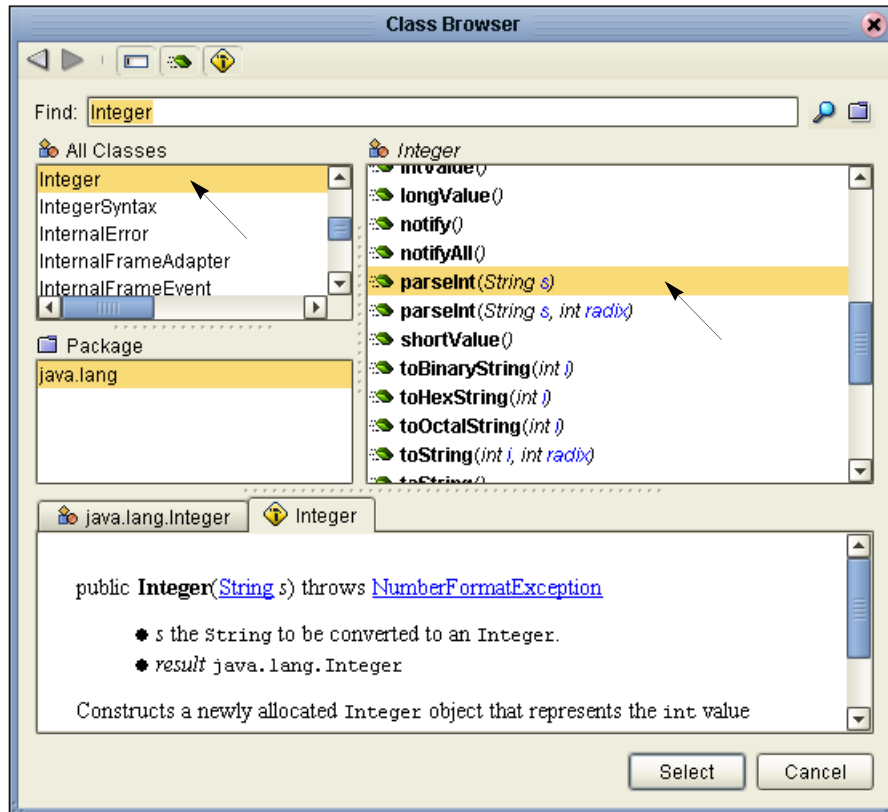 Class Browser
Find: Integer
All Classes
Integer
IntegerSyntax
InternalError
InternalFrameAdapter
InternalFrameEvent
Package
java.lang
Integer
intValue()
longValue()
notify()
notifyAll()
parseInt(String s)
parseInt(String s, int radix)
shortValue()
toBinaryString(int i)
toHexString(int i)
toOctalString(int i)
toString(int i, int radix)
toString()
java.lang.Integer
Integer
public Integer(String s) throws NumberFormatException
● s the String to be converted to an Integer.
● result java.lang.Integer
Constructs a newly allocated Integer object that represents the int value
Select
Cancel